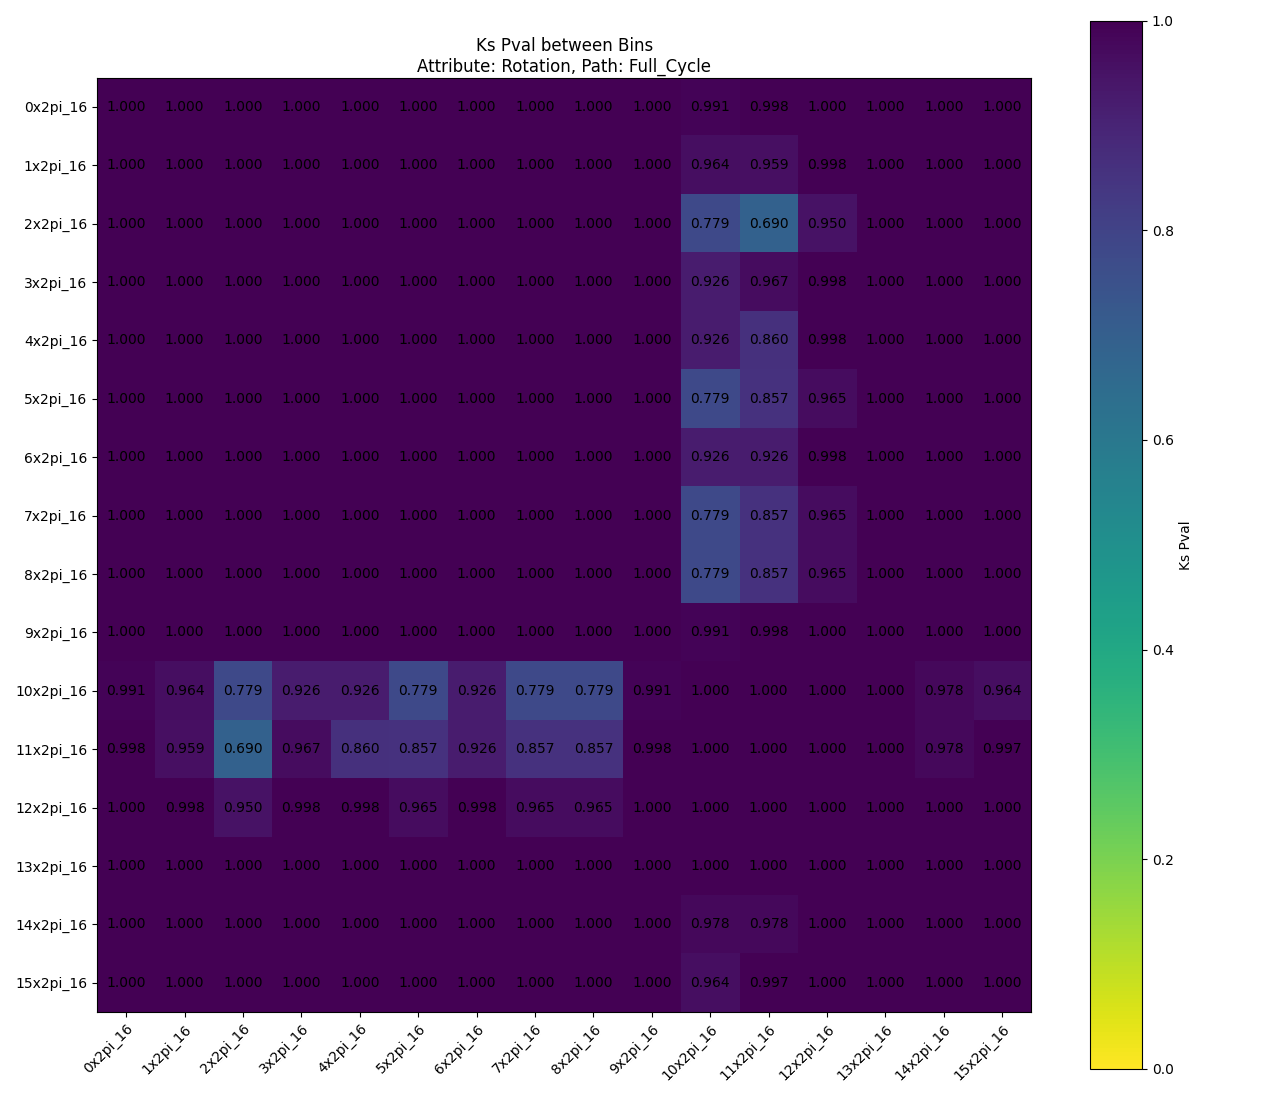 Ks Pval between Bins
Attribute: Rotation, Path: Full_Cycle
0x2pi_16 1.000 1.000 1.000 1.000 1.000 1.000 1.000 1.000 1.000 1.000 0.991 0.998 1.000 1.000 1.000 1.000
1x2pi_16 1.000 1.000 1.000 1.000 1.000 1.000 1.000 1.000 1.000 1.000 0.964 0.959 0.998 1.000 1.000 1.000
2x2pi_16 1.000 1.000 1.000 1.000 1.000 1.000 1.000 1.000 1.000 1.000 0.779 0.690 0.950 1.000 1.000 1.000
3x2pi_16 1.000 1.000 1.000 1.000 1.000 1.000 1.000 1.000 1.000 1.000 0.926 0.967 0.998 1.000 1.000 1.000
4x2pi_16 1.000 1.000 1.000 1.000 1.000 1.000 1.000 1.000 1.000 1.000 0.926 0.860 0.998 1.000 1.000 1.000
5x2pi_16 1.000 1.000 1.000 1.000 1.000 1.000 1.000 1.000 1.000 1.000 0.779 0.857 0.965 1.000 1.000 1.000
6x2pi_16 1.000 1.000 1.000 1.000 1.000 1.000 1.000 1.000 1.000 1.000 0.926 0.926 0.998 1.000 1.000 1.000
7x2pi_16 1.000 1.000 1.000 1.000 1.000 1.000 1.000 1.000 1.000 1.000 0.779 0.857 0.965 1.000 1.000 1.000
8x2pi_16 1.000 1.000 1.000 1.000 1.000 1.000 1.000 1.000 1.000 1.000 0.779 0.857 0.965 1.000 1.000 1.000
9x2pi_16 1.000 1.000 1.000 1.000 1.000 1.000 1.000 1.000 1.000 1.000 0.991 0.998 1.000 1.000 1.000 1.000
10x2pi_16 0.991 0.964 0.779 0.926 0.926 0.779 0.926 0.779 0.779 0.991 1.000 1.000 1.000 1.000 0.978 0.964
11x2pi_16 0.998 0.959 0.690 0.967 0.860 0.857 0.926 0.857 0.857 0.998 1.000 1.000 1.000 1.000 0.978 0.997
12x2pi_16 1.000 0.998 0.950 0.998 0.998 0.965 0.998 0.965 0.965 1.000 1.000 1.000 1.000 1.000 1.000 1.000
13x2pi_16 1.000 1.000 1.000 1.000 1.000 1.000 1.000 1.000 1.000 1.000 1.000 1.000 1.000 1.000 1.000 1.000
14x2pi_16 1.000 1.000 1.000 1.000 1.000 1.000 1.000 1.000 1.000 1.000 0.978 0.978 1.000 1.000 1.000 1.000
15x2pi_16 1.000 1.000 1.000 1.000 1.000 1.000 1.000 1.000 1.000 1.000 0.964 0.997 1.000 1.000 1.000 1.000
0x2pi_16 1x2pi_16 2x2pi_16 3x2pi_16 4x2pi_16 5x2pi_16 6x2pi_16 7x2pi_16 8x2pi_16 9x2pi_16 10x2pi_16 11x2pi_16 12x2pi_16 13x2pi_16 14x2pi_16 15x2pi_16
1.0
0.8
0.6
0.4
0.2
0.0
Ks Pval